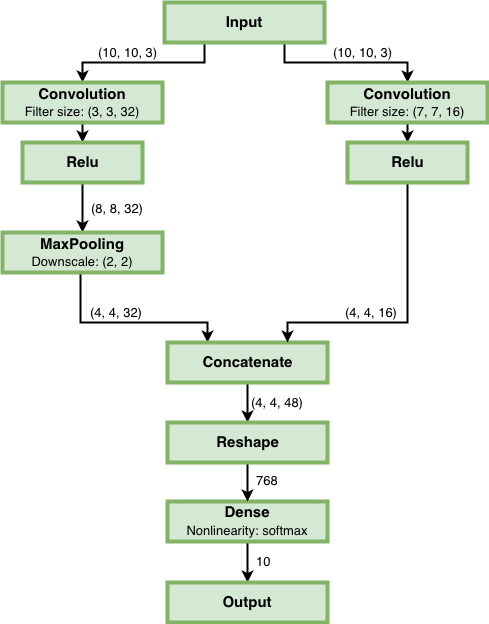 Input
(10, 10, 3)
(10, 10, 3)
Convolution
Filter size: (3, 3, 32)
Convolution
Filter size: (7, 7, 16)
Relu
Relu
(8, 8, 32)
MaxPooling
Downscale: (2, 2)
(4, 4, 32)
(4, 4, 16)
Concatenate
(4, 4, 48)
Reshape
768
Dense
Nonlinearity: softmax
10
Output